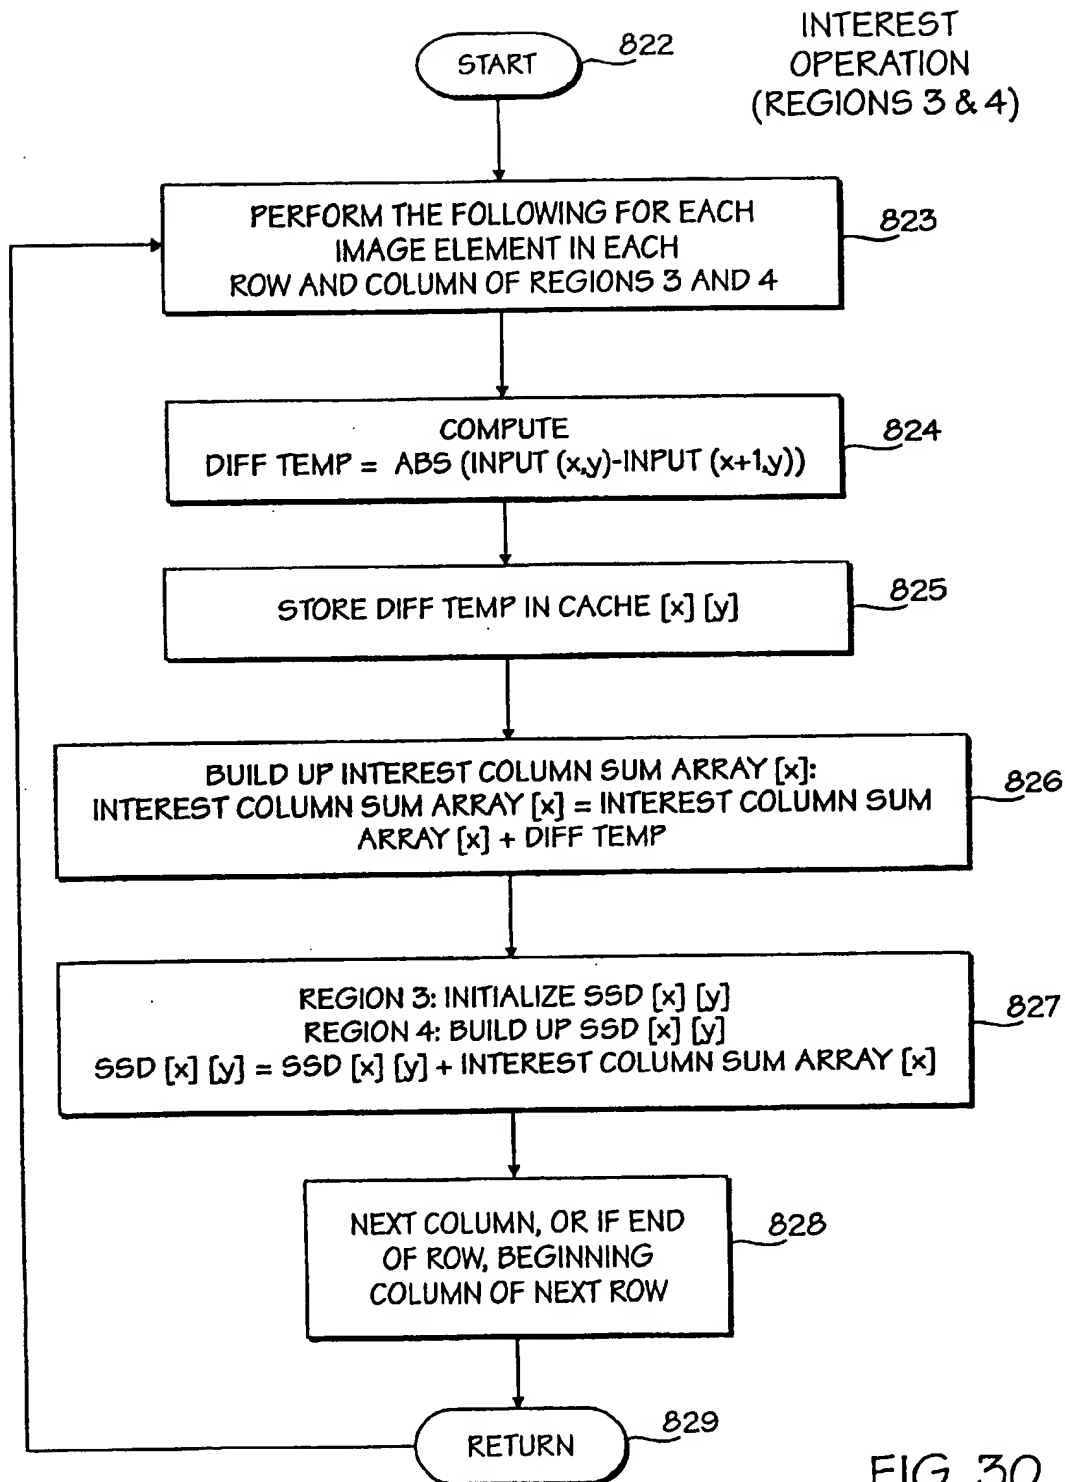 INTEREST
OPERATION
(REGIONS 3 & 4)
START
822
PERFORM THE FOLLOWING FOR EACH
IMAGE ELEMENT IN EACH
ROW AND COLUMN OF REGIONS 3 AND 4
823
COMPUTE
DIFF TEMP = ABS (INPUT (x,y)-INPUT (x+1,y))
824
STORE DIFF TEMP IN CACHE [x] [y]
825
BUILD UP INTEREST COLUMN SUM ARRAY [x]:
INTEREST COLUMN SUM ARRAY [x] = INTEREST COLUMN SUM
ARRAY [x] + DIFF TEMP
826
REGION 3: INITIALIZE SSD [x] [y]
REGION 4: BUILD UP SSD [x] [y]
SSD [x] [y] = SSD [x] [y] + INTEREST COLUMN SUM ARRAY [x]
827
NEXT COLUMN, OR IF END
OF ROW, BEGINNING
COLUMN OF NEXT ROW
828
RETURN
829
FIG. 30